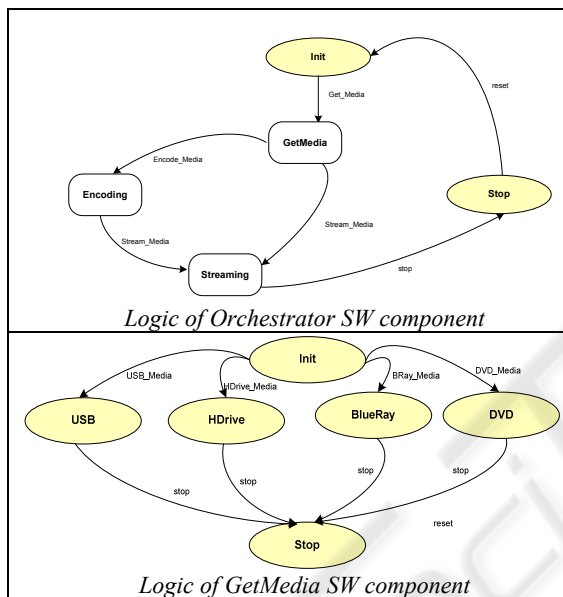 Init
reset
Get_Media
GetMedia
Encode_Media
Encoding
Stop
Stream_Media
Stream_Media
Streaming
stop
Logic of Orchestrator SW component
Init
USB_Media
HDrive_Media
BRay_Media
DVD_Media
USB
HDrive
BlueRay
DVD
stop
stop
stop
stop
reset
Stop
Logic of GetMedia SW component